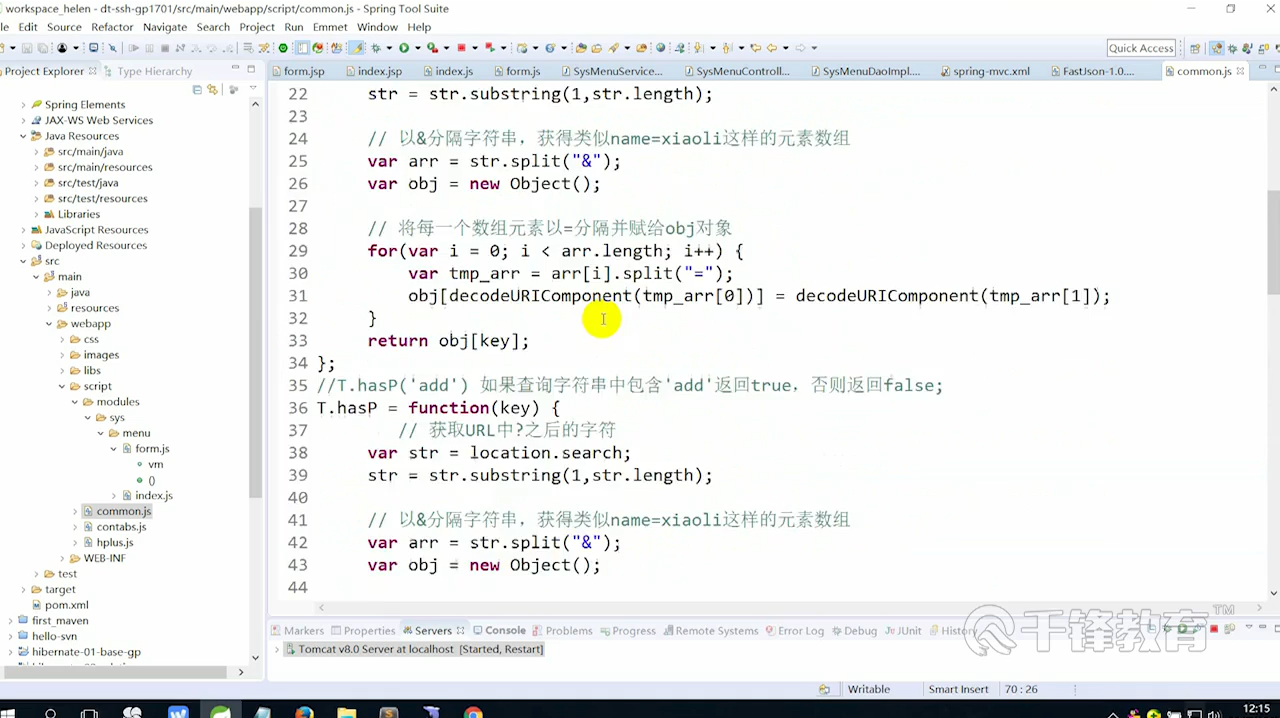 workspace_helen - dt-ssh-gp1701/src/main/webapp/script/common.js - Spring Tool Suite
le Edit Source Refactor Navigate Search Project Run Emmet Window Help
Quick Access
Project Explorer Type Hierarchy
form.jsp index.jsp index.js form.js SysMenuService... SysMenuControll... SysMenuDaoImpl.... spring-mvc.xml FastJson-1.0.... common.js
Spring Elements
JAX-WS Web Services
Java Resources
src/main/java
src/main/resources
src/test/java
src/test/resources
Libraries
JavaScript Resources
Deployed Resources
src
main
java
resources
webapp
css
images
libs
script
modules
sys
menu
form.js
vm
()
index.js
common.js
contabs.js
hplus.js
WEB-INF
test
target
pom.xml
first_maven
hello-svn
hibernate-01-base-gp
22 str = str.substring(1,str.length);
23
24 // 以&分隔字符串，获得类似name=xiaoli这样的元素数组
25 var arr = str.split("&");
26 var obj = new Object();
27
28 // 将每一个数组元素以=分隔并赋给obj对象
29 for(var i = 0; i < arr.length; i++) {
30 var tmp_arr = arr[i].split("=");
31 obj[decodeURIComponent(tmp_arr[0])] = decodeURIComponent(tmp_arr[1]);
32 }
33 return obj[key];
34 };
35 //T.hasP('add') 如果查询字符串中包含'add'返回true，否则返回false;
36 T.hasP = function(key) {
37 // 获取URL中?之后的字符
38 var str = location.search;
39 str = str.substring(1,str.length);
40
41 // 以&分隔字符串，获得类似name=xiaoli这样的元素数组
42 var arr = str.split("&");
43 var obj = new Object();
44
Markers Properties Servers Console Problems Progress Remote Systems Error Log Debug JUnit History
Tomcat v8.0 Server at localhost [Started, Restart]
千锋教育 TM
Writable Smart Insert 70 : 26
12:15